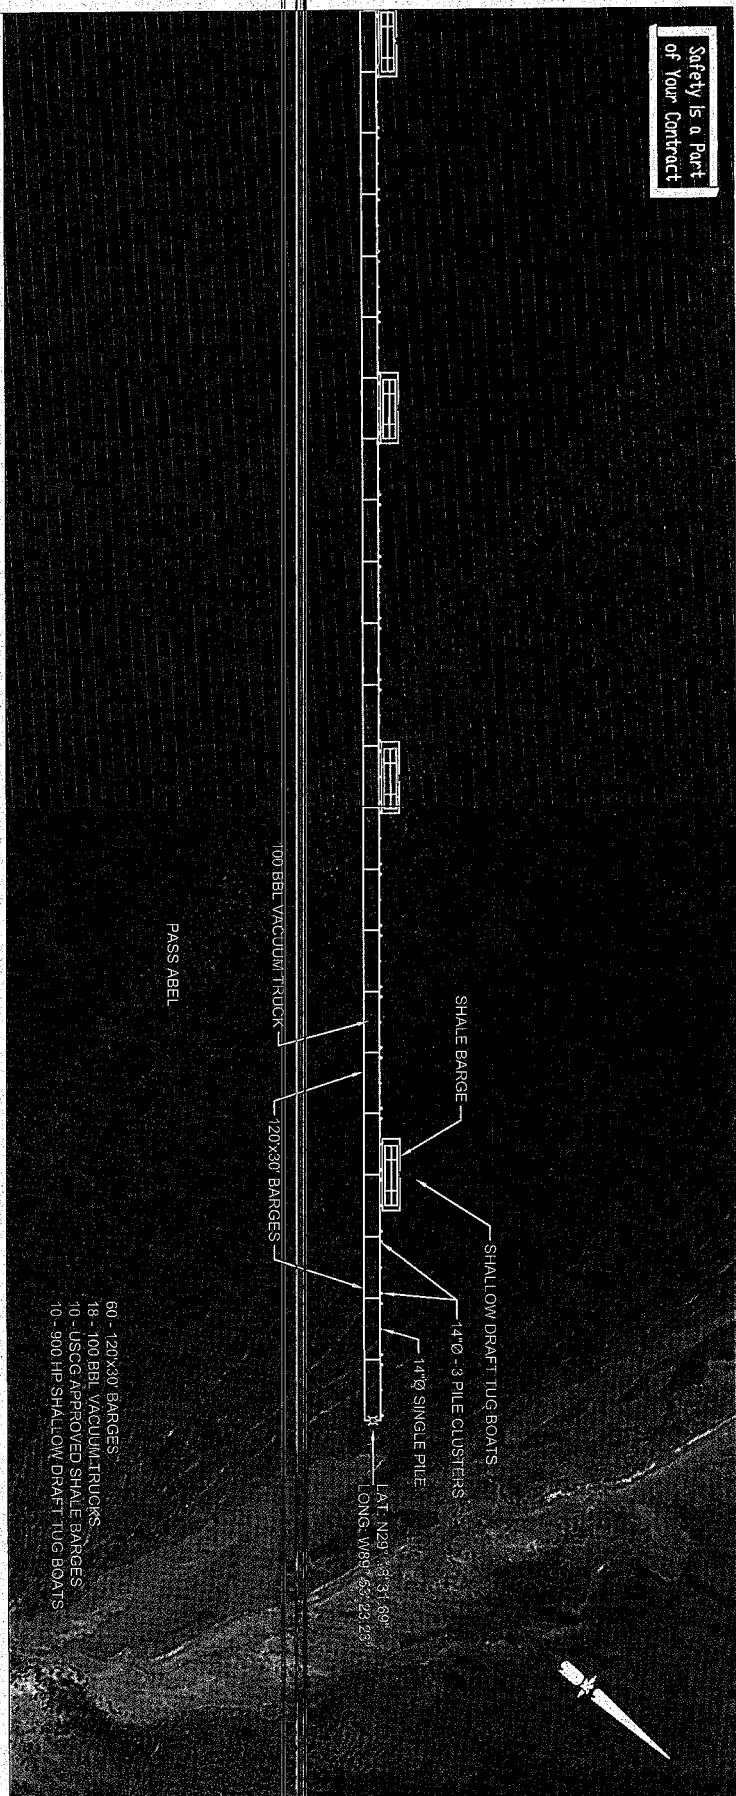 Safety Is a Part
of Your Contract
SHALE BARGE
SHALLOW DRAFT TUG BOATS
14"Ø - 3 PILE CLUSTERS
14"Ø SINGLE PILE
100 BBL VACUUM TRUCK
120'x30' BARGES
PASS ABEL
60 - 120'x30' BARGES
18 - 100 BBL VACUUM TRUCKS
10 - USCG APPROVED SHALE BARGES
10 - 900 HP SHALLOW DRAFT TUG BOATS
LAT. N29°
LONG. W89°